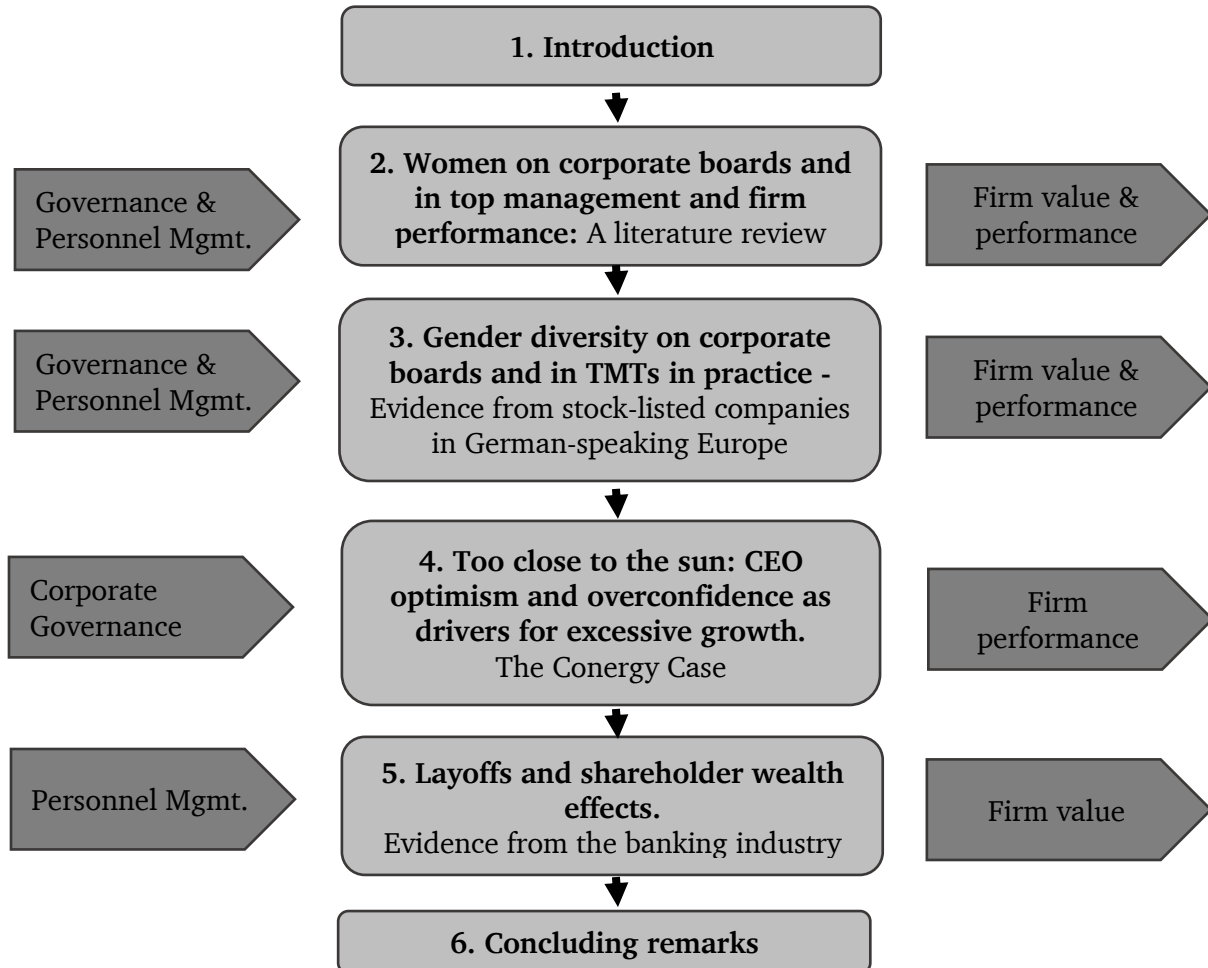 1. Introduction
2. Women on corporate boards and
in top management and firm
performance: A literature review
Governance &
Personnel Mgmt.
Firm value &
performance
3. Gender diversity on corporate
boards and in TMTs in practice -
Evidence from stock-listed companies
in German-speaking Europe
Governance &
Personnel Mgmt.
Firm value &
performance
4. Too close to the sun: CEO
optimism and overconfidence as
drivers for excessive growth.
The Conergy Case
Corporate
Governance
Firm
performance
5. Layoffs and shareholder wealth
effects.
Evidence from the banking industry
Personnel Mgmt.
Firm value
6. Concluding remarks